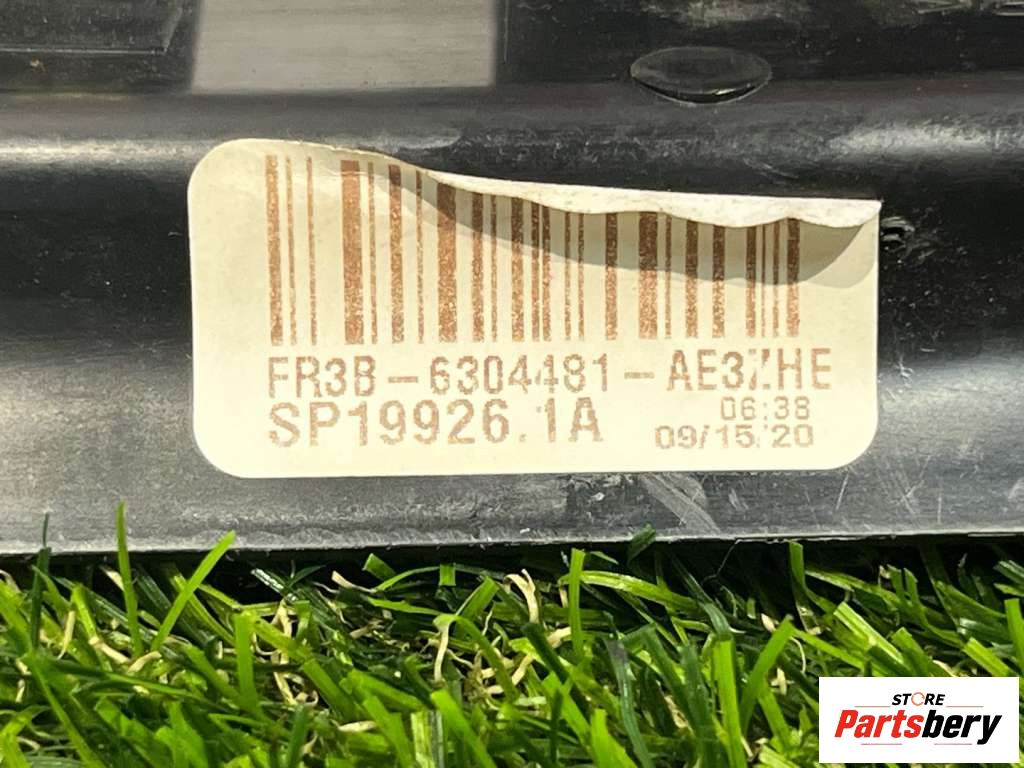 FR3B-6304481-AE3ZHE
SP19926.1A
06:38
09/15/20
STORE
Partsbery